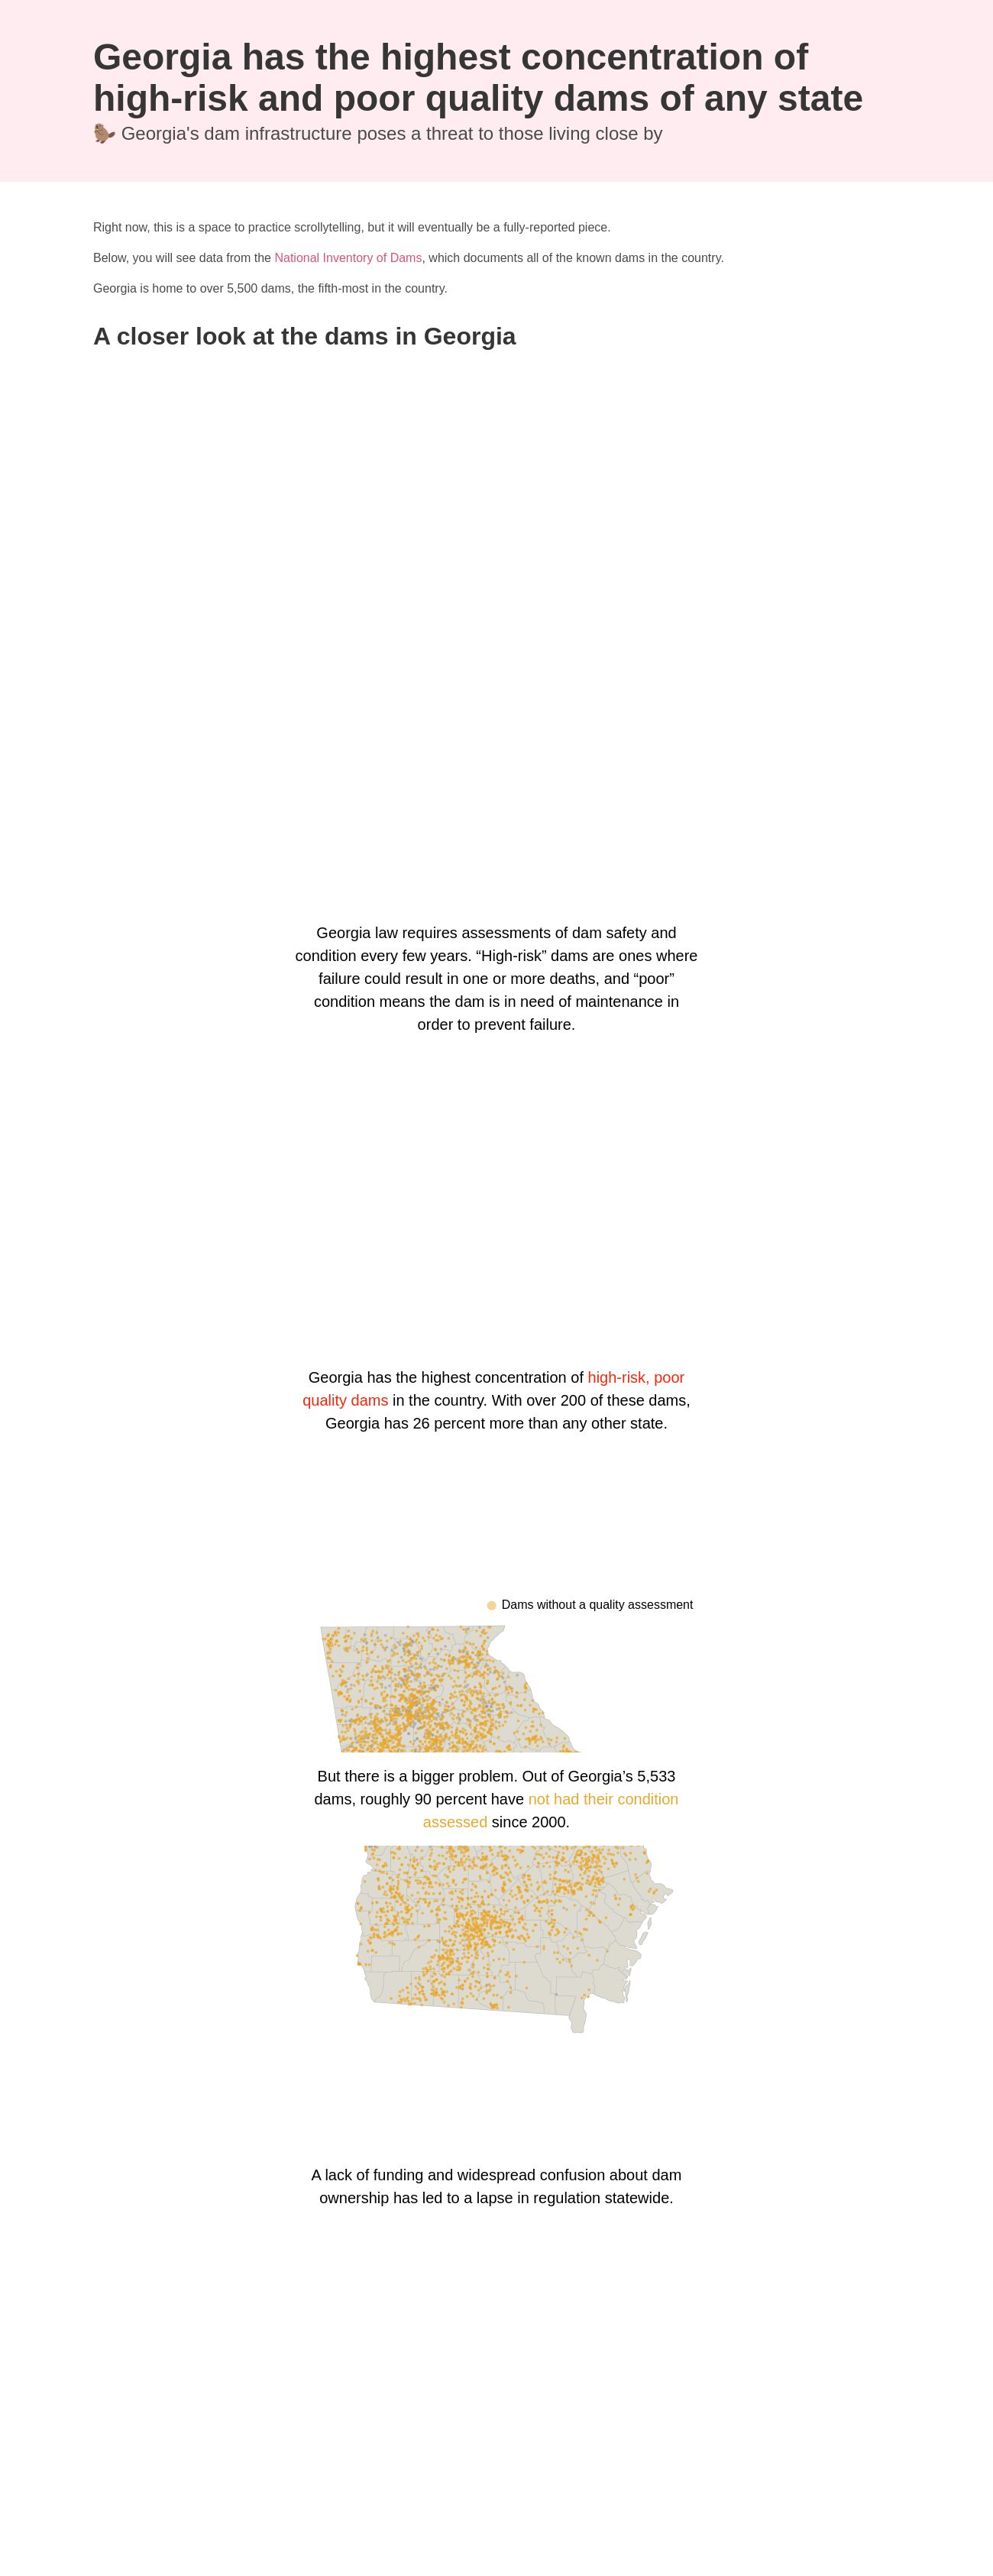 Georgia has the highest concentration of
high-risk and poor quality dams of any state
🦫 Georgia's dam infrastructure poses a threat to those living close by
Right now, this is a space to practice scrollytelling, but it will eventually be a fully-reported piece.
Below, you will see data from the National Inventory of Dams, which documents all of the known dams in the country.
Georgia is home to over 5,500 dams, the fifth-most in the country.
A closer look at the dams in Georgia
Georgia law requires assessments of dam safety and
condition every few years. “High-risk” dams are ones where
failure could result in one or more deaths, and “poor”
condition means the dam is in need of maintenance in
order to prevent failure.
Georgia has the highest concentration of high-risk, poor
quality dams in the country. With over 200 of these dams,
Georgia has 26 percent more than any other state.
Dams without a quality assessment
But there is a bigger problem. Out of Georgia’s 5,533
dams, roughly 90 percent have not had their condition
assessed since 2000.
A lack of funding and widespread confusion about dam
ownership has led to a lapse in regulation statewide.